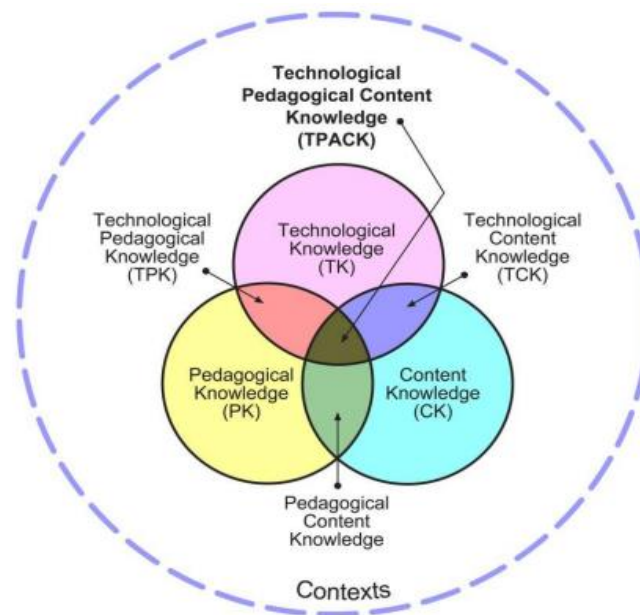 Technological
Pedagogical Content
Knowledge
(TPACK)
Technological
Pedagogical
Knowledge
(TPK)
Technological
Knowledge
(TK)
Technological
Content
Knowledge
(TCK)
Pedagogical
Knowledge
(PK)
Content
Knowledge
(CK)
Pedagogical
Content
Knowledge
Contexts